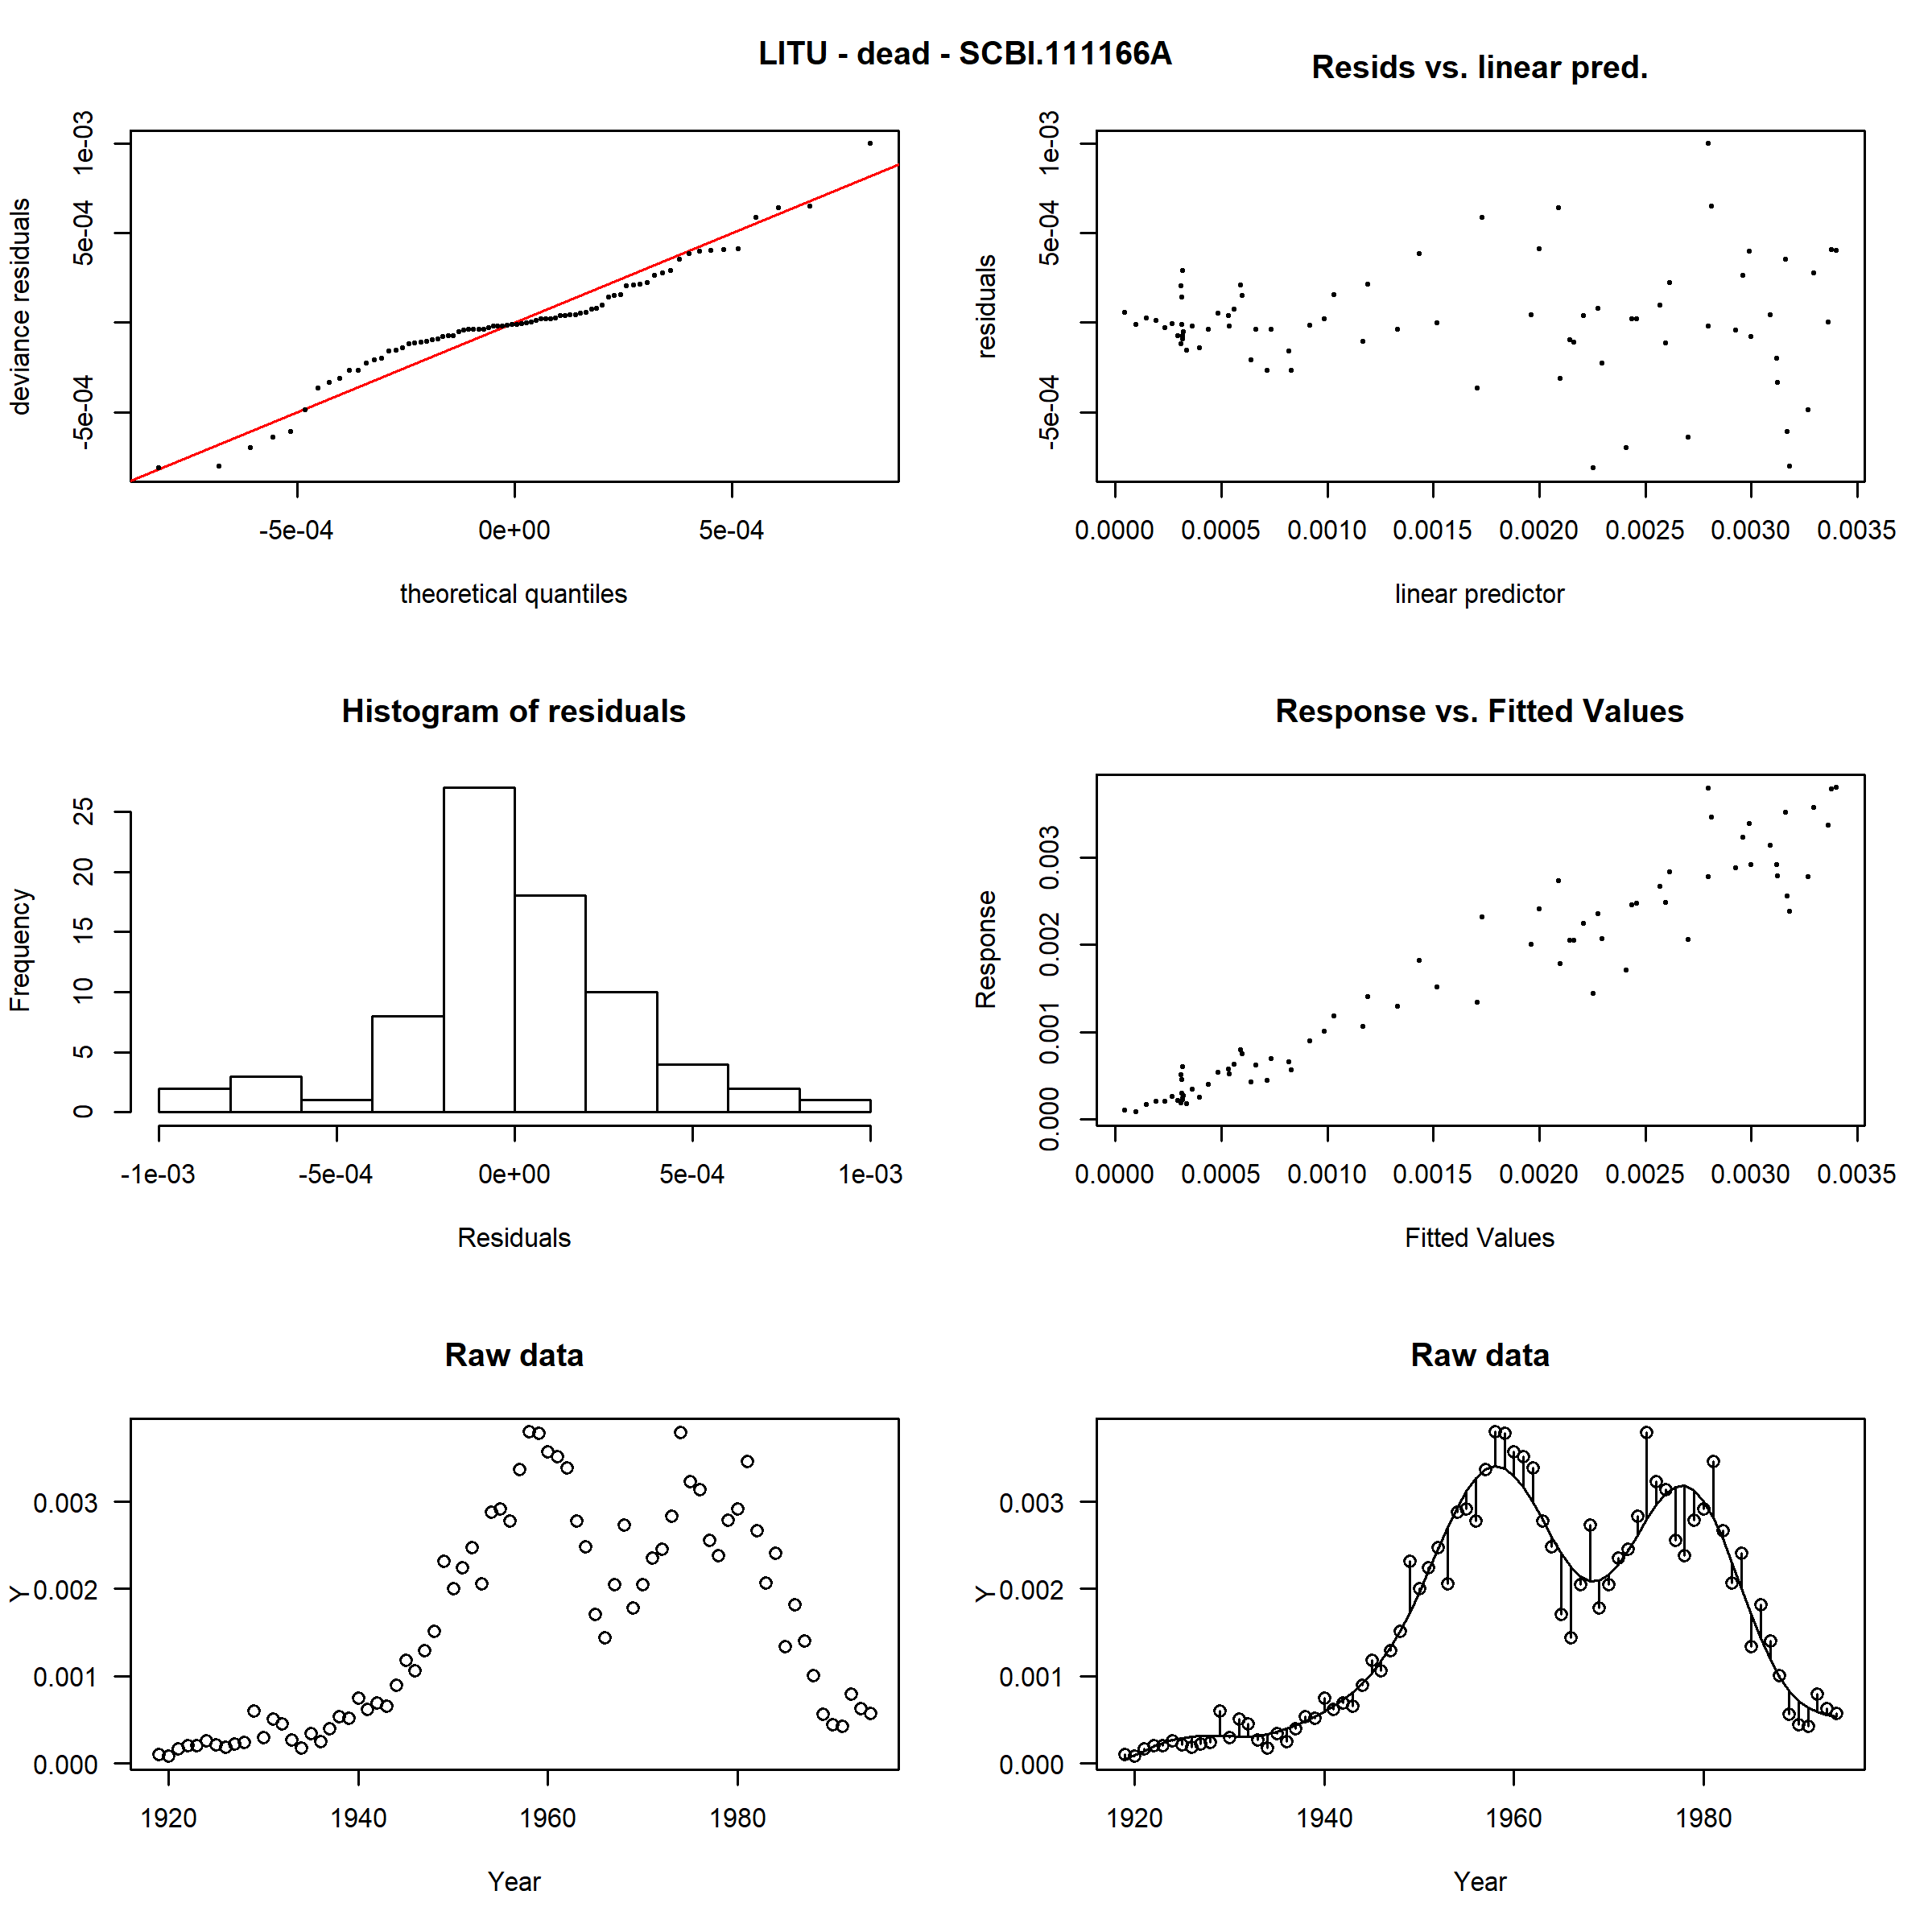 LITU - dead - SCBI.111166A
Resids vs. linear pred.
deviance residuals
1e-03
5e-04
-5e-04
-5e-04 0e+00 5e-04
theoretical quantiles
residuals
1e-03
5e-04
-5e-04
0.0000 0.0005 0.0010 0.0015 0.0020 0.0025 0.0030 0.0035
linear predictor
Histogram of residuals
Frequency
25
20
15
10
5
0
-1e-03 -5e-04 0e+00 5e-04 1e-03
Residuals
Response vs. Fitted Values
Response
0.003
0.002
0.001
0.000
0.0000 0.0005 0.0010 0.0015 0.0020 0.0025 0.0030 0.0035
Fitted Values
Raw data
Y
0.003
0.002
0.001
0.000
1920 1940 1960 1980
Year
Raw data
Y
0.003
0.002
0.001
0.000
1920 1940 1960 1980
Year